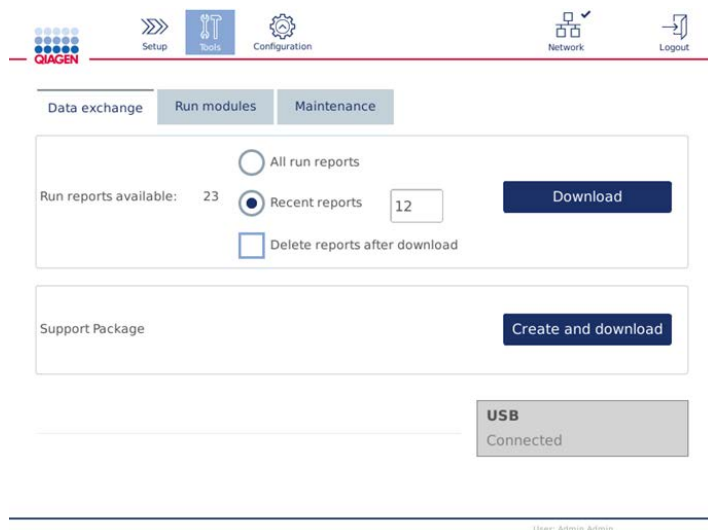 QIAGEN
Setup
Tools
Configuration
Network
Logout
Data exchange
Run modules
Maintenance
All run reports
Run reports available: 23
Recent reports 12
Download
Delete reports after download
Support Package
Create and download
USB
Connected
User: Admin Admin